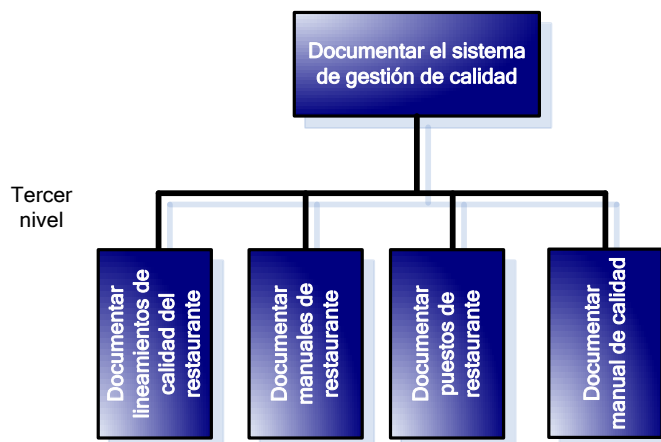 Documentar el sistema
de gestión de calidad
Tercer
nivel
Documentar
lineamientos de
calidad del
restaurante
Documentar
manuales de
restaurante
Documentar
puestos de
restaurante
Documentar
manual de calidad